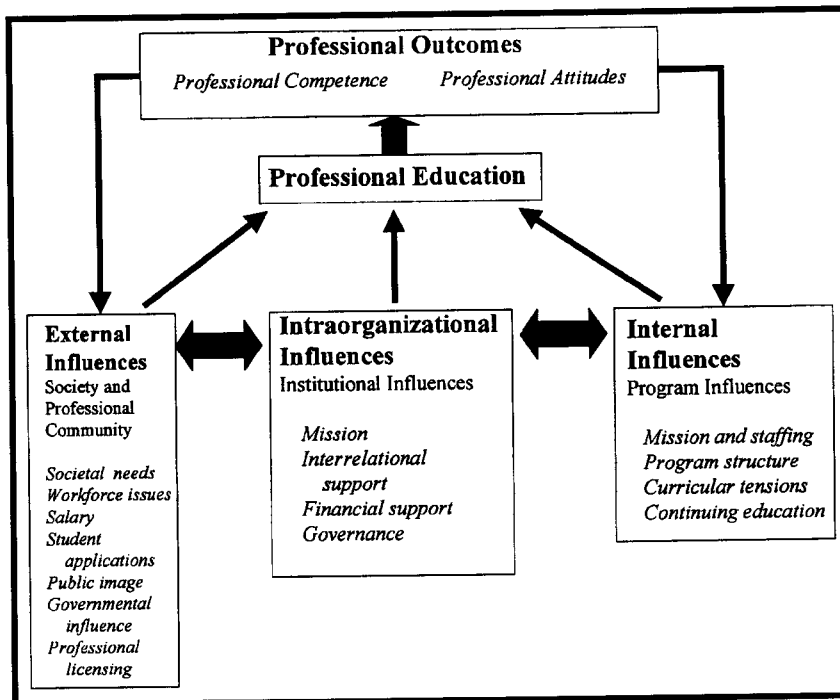 Professional Outcomes
Professional Competence Professional Attitudes
Professional Education
External
Influences
Society and
Professional
Community
Societal needs
Workforce issues
Salary
Student
applications
Public image
Governmental
influence
Professional
licensing
Intraorganizational
Influences
Institutional Influences
Mission
Interrelational
support
Financial support
Governance
Internal
Influences
Program Influences
Mission and staffing
Program structure
Curricular tensions
Continuing education